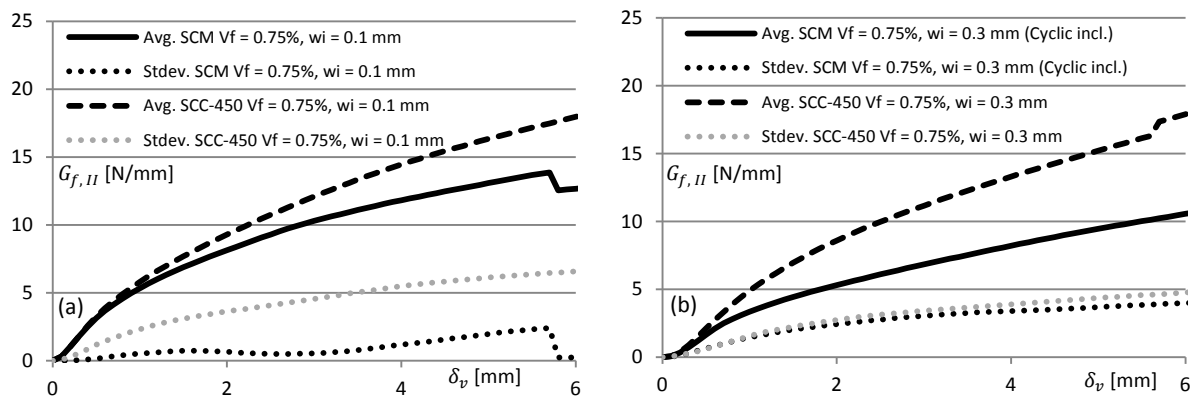 25
20
15
10
5
0
Avg. SCM Vf = 0.75%, wi = 0.1 mm
Stdev. SCM Vf = 0.75%, wi = 0.1 mm
Avg. SCC-450 Vf = 0.75%, wi = 0.1 mm
Stdev. SCC-450 Vf = 0.75%, wi = 0.1 mm
G_{f, II} [N/mm]
(a)
0 2 4 6
δ_v [mm]
25
20
15
10
5
0
Avg. SCM Vf = 0.75%, wi = 0.3 mm (Cyclic incl.)
Stdev. SCM Vf = 0.75%, wi = 0.3 mm (Cyclic incl.)
Avg. SCC-450 Vf = 0.75%, wi = 0.3 mm
Stdev. SCC-450 Vf = 0.75%, wi = 0.3 mm
G_{f, II} [N/mm]
(b)
0 2 4 6
δ_v [mm]